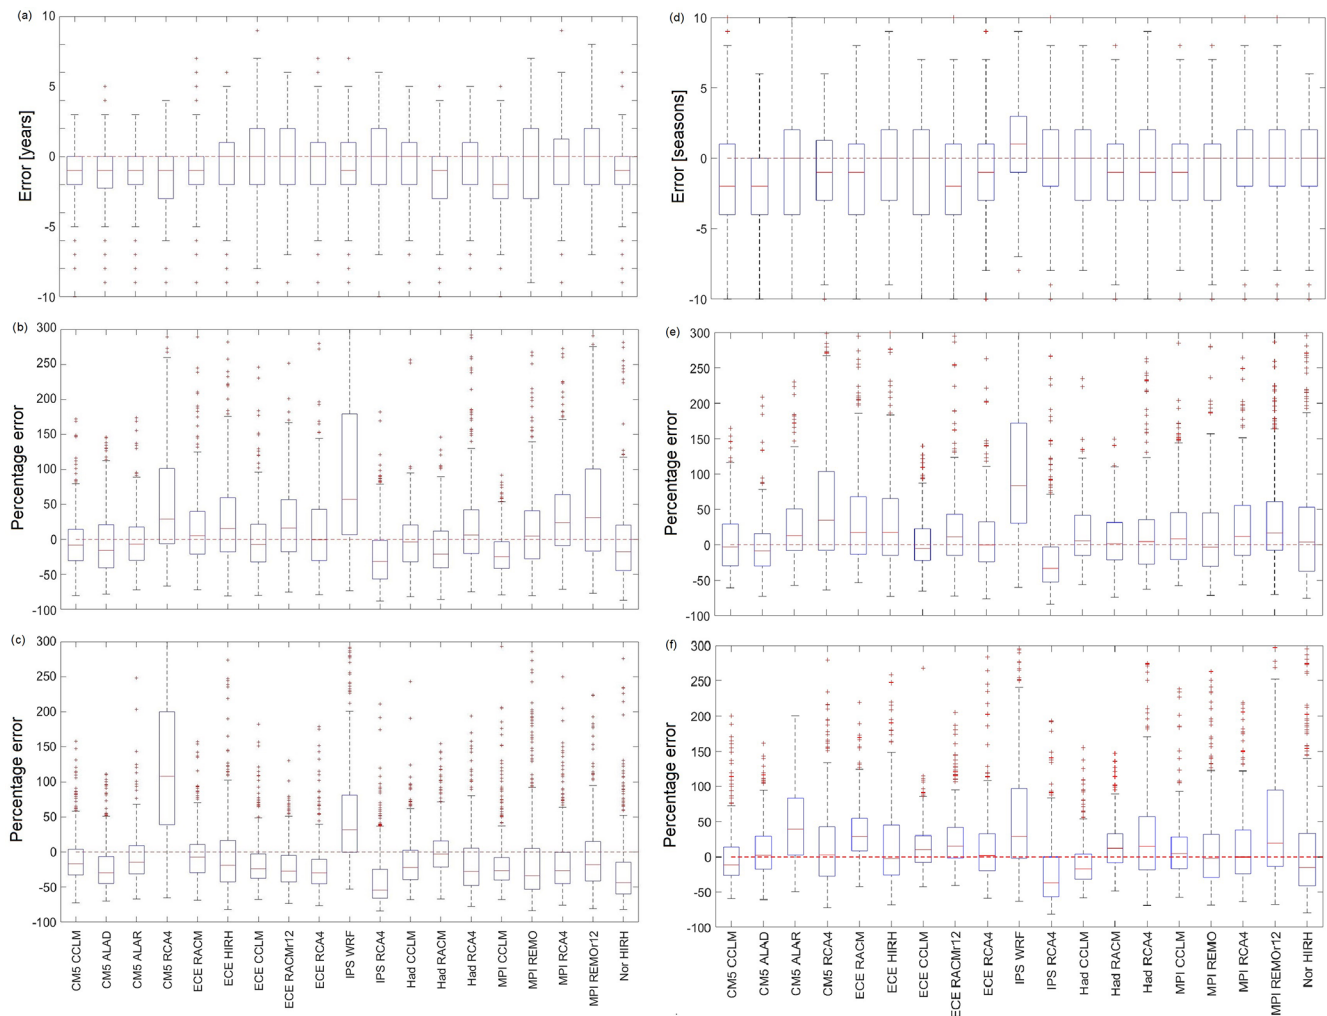 (a)
Error [years]
10
5
0
-5
-10
(b)
Percentage error
300
250
200
150
100
50
0
-50
-100
(c)
Percentage error
300
250
200
150
100
50
0
-50
-100
CM5 CCLM
CM5 ALAD
CM5 ALAR
CM5 RCA4
ECE RACM
ECE HIRH
ECE CCLM
ECE RACMr12
ECE RCA4
IPS WRF
IPS RCA4
Had CCLM
Had RACM
Had RCA4
MPI CCLM
MPI REMO
MPI RCA4
MPI REMOr12
Nor HIRH
(d)
Error [seasons]
10
5
0
-5
-10
(e)
Percentage error
300
250
200
150
100
50
0
-50
-100
(f)
Percentage error
300
250
200
150
100
50
0
-50
-100
CM5 CCLM
CM5 ALAD
CM5 ALAR
CM5 RCA4
ECE RACM
ECE HIRH
ECE CCLM
ECE RACMr12
ECE RCA4
IPS WRF
IPS RCA4
Had CCLM
Had RACM
Had RCA4
MPI CCLM
MPI REMO
MPI RCA4
MPI REMOr12
Nor HIRH